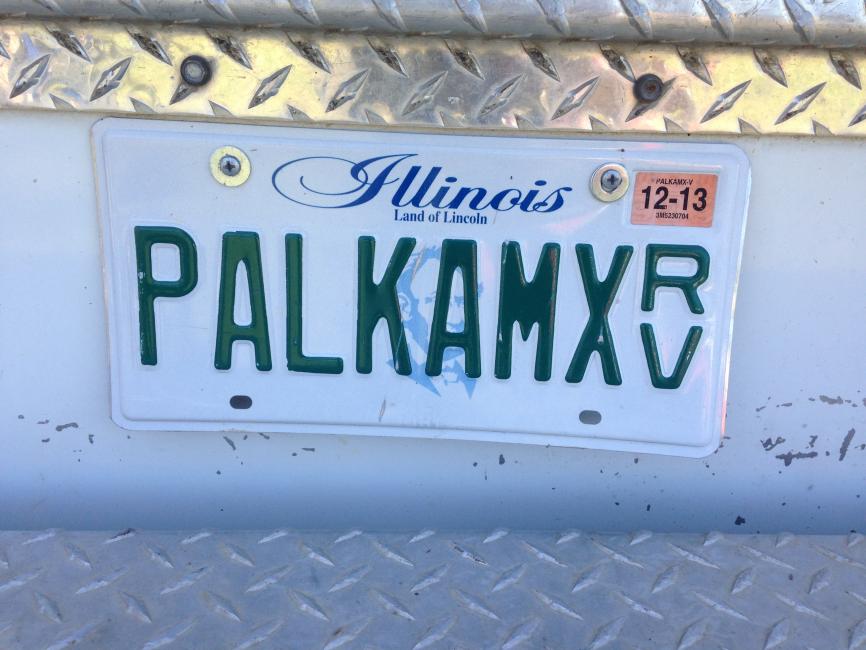 Illinois
Land of Lincoln
PALKAMX-V
12-13
3M5230704
PALKAMX RV